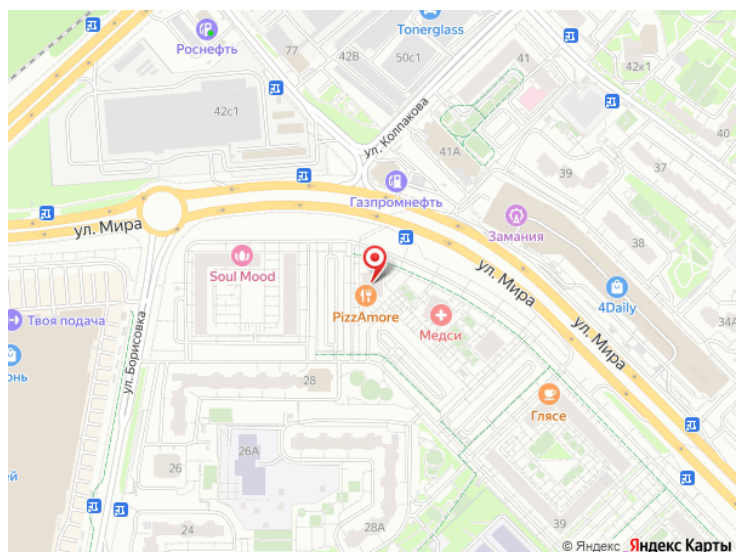 Tonerglass
Роснефть
77
42В
50с1
41
42к1
42с1
ул. Колпакова
41А
40
39
37
Газпромнефть
ул. Мира
Замания
38
Soul Mood
ул. Мира
4Daily
PizzAmore
Медси
Твоя подача
ул. Борисовка
ул. Мира
34А
онь
28
Глясе
26А
26
ей
24
28А
39
© Яндекс Яндекс Карты